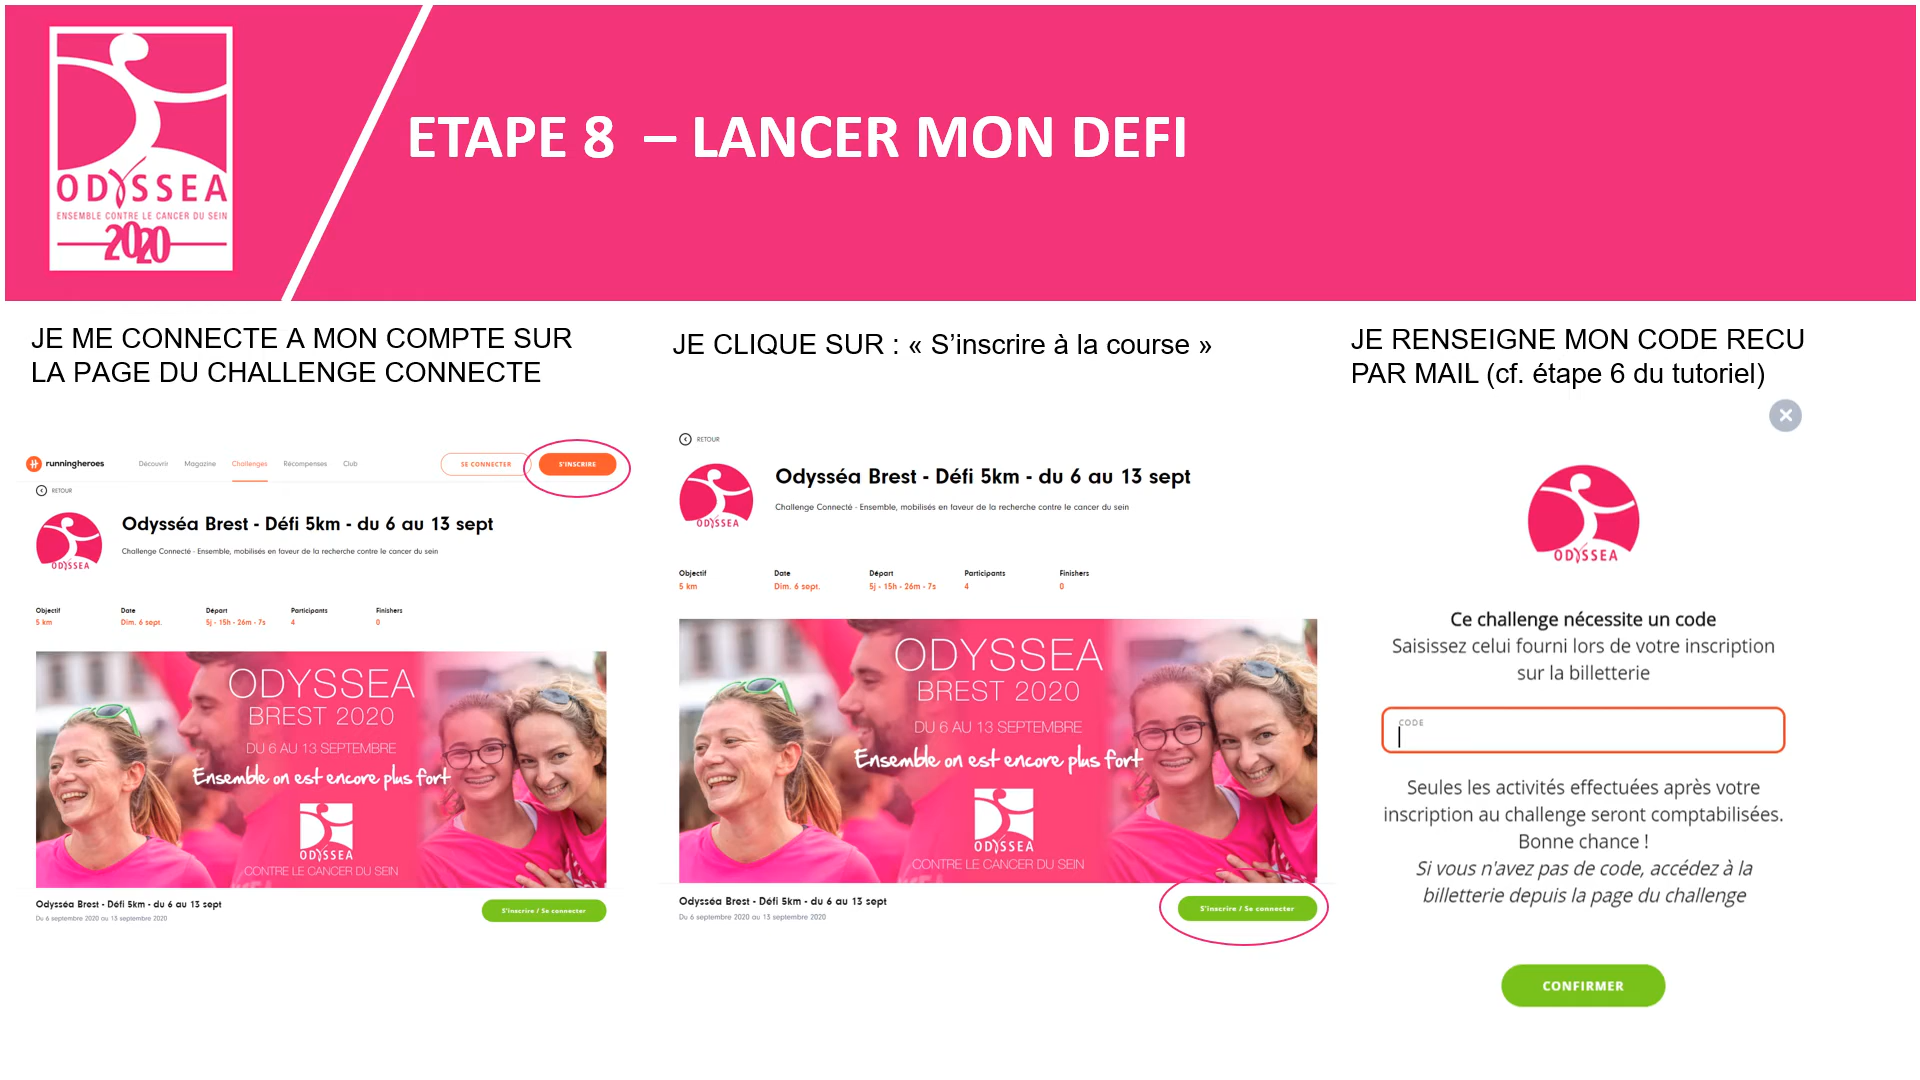 ODYSSEA
ENSEMBLE CONTRE LE CANCER DU SEIN
2020
ETAPE 8 – LANCER MON DEFI
JE ME CONNECTE A MON COMPTE SUR
LA PAGE DU CHALLENGE CONNECTE
runningheroes
Découvrir
Magazine
Challenges
Récompenses
Club
SE CONNECTER
S'INSCRIRE
RETOUR
ODYSSEA
Odysséa Brest - Défi 5km - du 6 au 13 sept
Challenge Connecté - Ensemble, mobilisés en faveur de la recherche contre le cancer du sein
Objectif Date Départ Participants Finishers
5 km Dim. 6 sept. 5j - 15h - 26m - 7s 4 0
ODYSSEA
BREST 2020
DU 6 AU 13 SEPTEMBRE
Ensemble on est encore plus fort
ODYSSEA
CONTRE LE CANCER DU SEIN
Odysséa Brest - Défi 5km - du 6 au 13 sept
Du 6 septembre 2020 au 13 septembre 2020
S'inscrire / Se connecter
JE CLIQUE SUR : « S’inscrire à la course »
RETOUR
ODYSSEA
Odysséa Brest - Défi 5km - du 6 au 13 sept
Challenge Connecté - Ensemble, mobilisés en faveur de la recherche contre le cancer du sein
Objectif Date Départ Participants Finishers
5 km Dim. 6 sept. 5j - 15h - 26m - 7s 4 0
ODYSSEA
BREST 2020
DU 6 AU 13 SEPTEMBRE
Ensemble on est encore plus fort
ODYSSEA
CONTRE LE CANCER DU SEIN
Odysséa Brest - Défi 5km - du 6 au 13 sept
Du 6 septembre 2020 au 13 septembre 2020
S'inscrire / Se connecter
JE RENSEIGNE MON CODE RECU
PAR MAIL (cf. étape 6 du tutoriel)
ODYSSEA
Ce challenge nécessite un code
Saisissez celui fourni lors de votre inscription
sur la billetterie
CODE
Seules les activités effectuées après votre
inscription au challenge seront comptabilisées.
Bonne chance !
Si vous n'avez pas de code, accédez à la
billetterie depuis la page du challenge
CONFIRMER